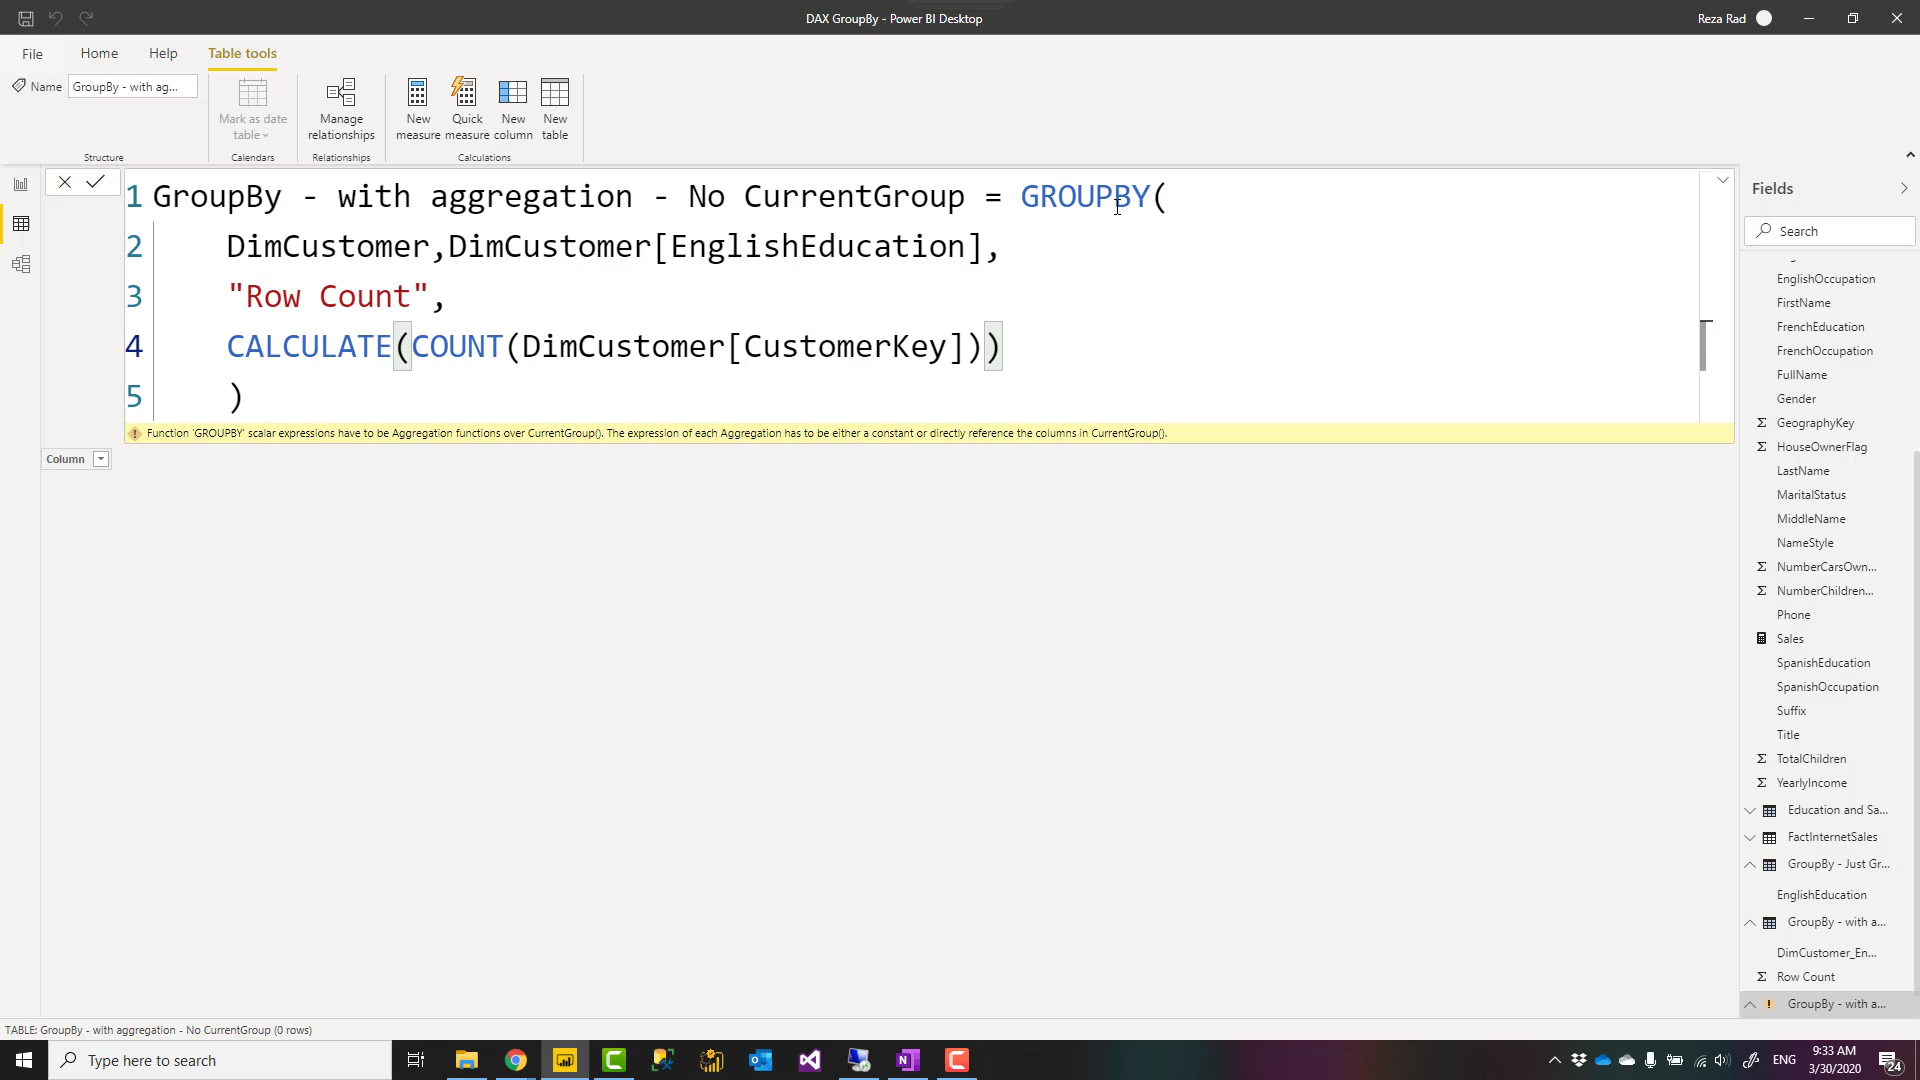 DAX GroupBy - Power BI Desktop
Reza Rad
File
Home
Help
Table tools
Name
GroupBy - with ag...
Mark as date
table
Manage
relationships
New
measure
Quick
measure
New
column
New
table
Structure
Calendars
Relationships
Calculations
1 GroupBy - with aggregation - No CurrentGroup = GROUPBY(
2 DimCustomer,DimCustomer[EnglishEducation],
3 "Row Count",
4 CALCULATE(COUNT(DimCustomer[CustomerKey]))
5 )
Function 'GROUPBY' scalar expressions have to be Aggregation functions over CurrentGroup(). The expression of each Aggregation has to be either a constant or directly reference the columns in CurrentGroup().
Column
Fields
Search
EnglishOccupation
FirstName
FrenchEducation
FrenchOccupation
FullName
Gender
GeographyKey
HouseOwnerFlag
LastName
MaritalStatus
MiddleName
NameStyle
NumberCarsOwn...
NumberChildren...
Phone
Sales
SpanishEducation
SpanishOccupation
Suffix
Title
TotalChildren
YearlyIncome
Education and Sa...
FactInternetSales
GroupBy - Just Gr...
EnglishEducation
GroupBy - with a...
DimCustomer_En...
Row Count
GroupBy - with a...
TABLE: GroupBy - with aggregation - No CurrentGroup (0 rows)
Type here to search
ENG
9:33 AM
3/30/2020
24